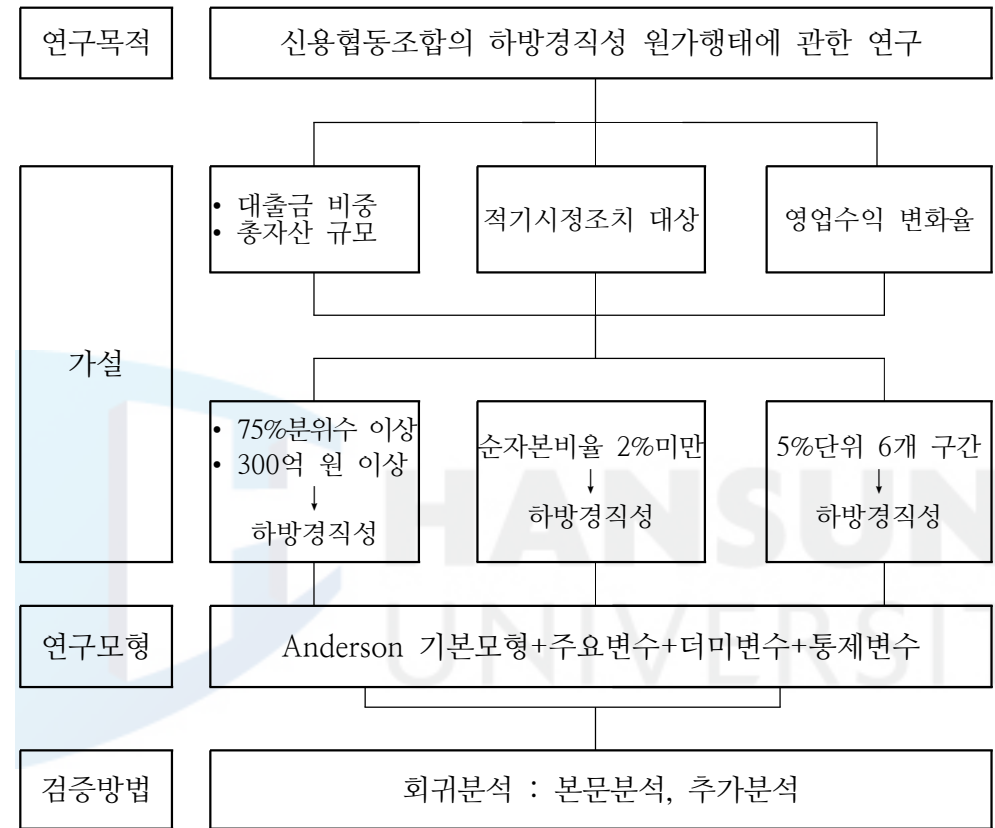 연구목적
신용협동조합의 하방경직성 원가행태에 관한 연구
가설
• 대출금 비중
• 총자산 규모
적기시정조치 대상
영업수익 변화율
• 75%분위수 이상
• 300억 원 이상
↓
하방경직성
순자본비율 2%미만
↓
하방경직성
5%단위 6개 구간
↓
하방경직성
연구모형
Anderson 기본모형+주요변수+더미변수+통제변수
검증방법
회귀분석 : 본문분석, 추가분석
HANSUN
UNIVERSIT